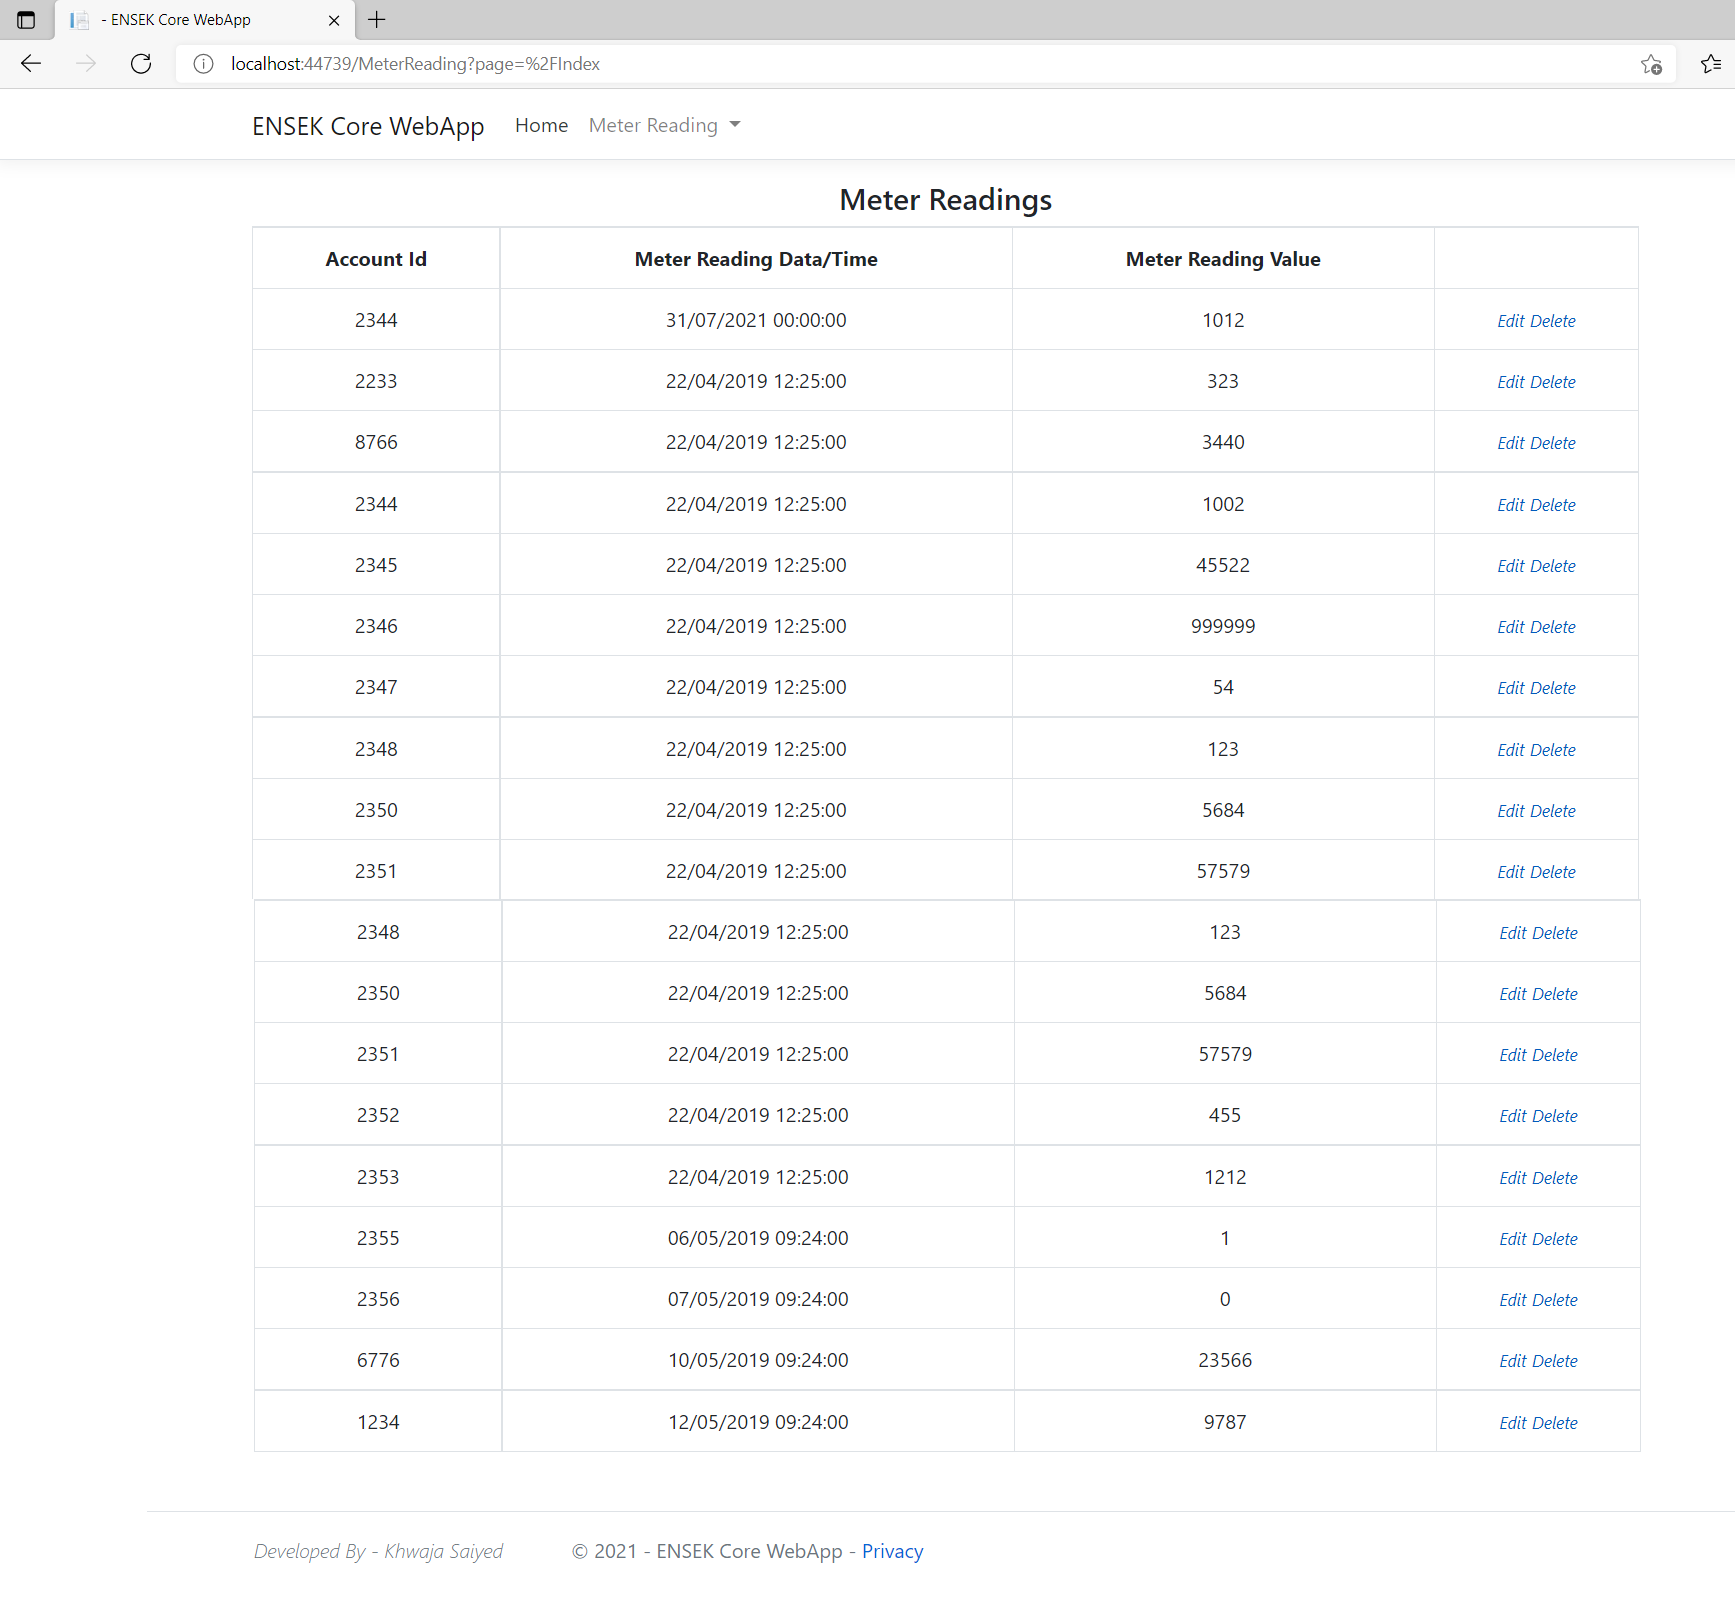 - ENSEK Core WebApp
localhost:44739/MeterReading?page=%2FIndex
ENSEK Core WebApp Home Meter Reading
Meter Readings
Account Id Meter Reading Data/Time Meter Reading Value
2344 31/07/2021 00:00:00 1012 Edit Delete
2233 22/04/2019 12:25:00 323 Edit Delete
8766 22/04/2019 12:25:00 3440 Edit Delete
2344 22/04/2019 12:25:00 1002 Edit Delete
2345 22/04/2019 12:25:00 45522 Edit Delete
2346 22/04/2019 12:25:00 999999 Edit Delete
2347 22/04/2019 12:25:00 54 Edit Delete
2348 22/04/2019 12:25:00 123 Edit Delete
2350 22/04/2019 12:25:00 5684 Edit Delete
2351 22/04/2019 12:25:00 57579 Edit Delete
2348 22/04/2019 12:25:00 123 Edit Delete
2350 22/04/2019 12:25:00 5684 Edit Delete
2351 22/04/2019 12:25:00 57579 Edit Delete
2352 22/04/2019 12:25:00 455 Edit Delete
2353 22/04/2019 12:25:00 1212 Edit Delete
2355 06/05/2019 09:24:00 1 Edit Delete
2356 07/05/2019 09:24:00 0 Edit Delete
6776 10/05/2019 09:24:00 23566 Edit Delete
1234 12/05/2019 09:24:00 9787 Edit Delete
Developed By - Khwaja Saiyed © 2021 - ENSEK Core WebApp - Privacy